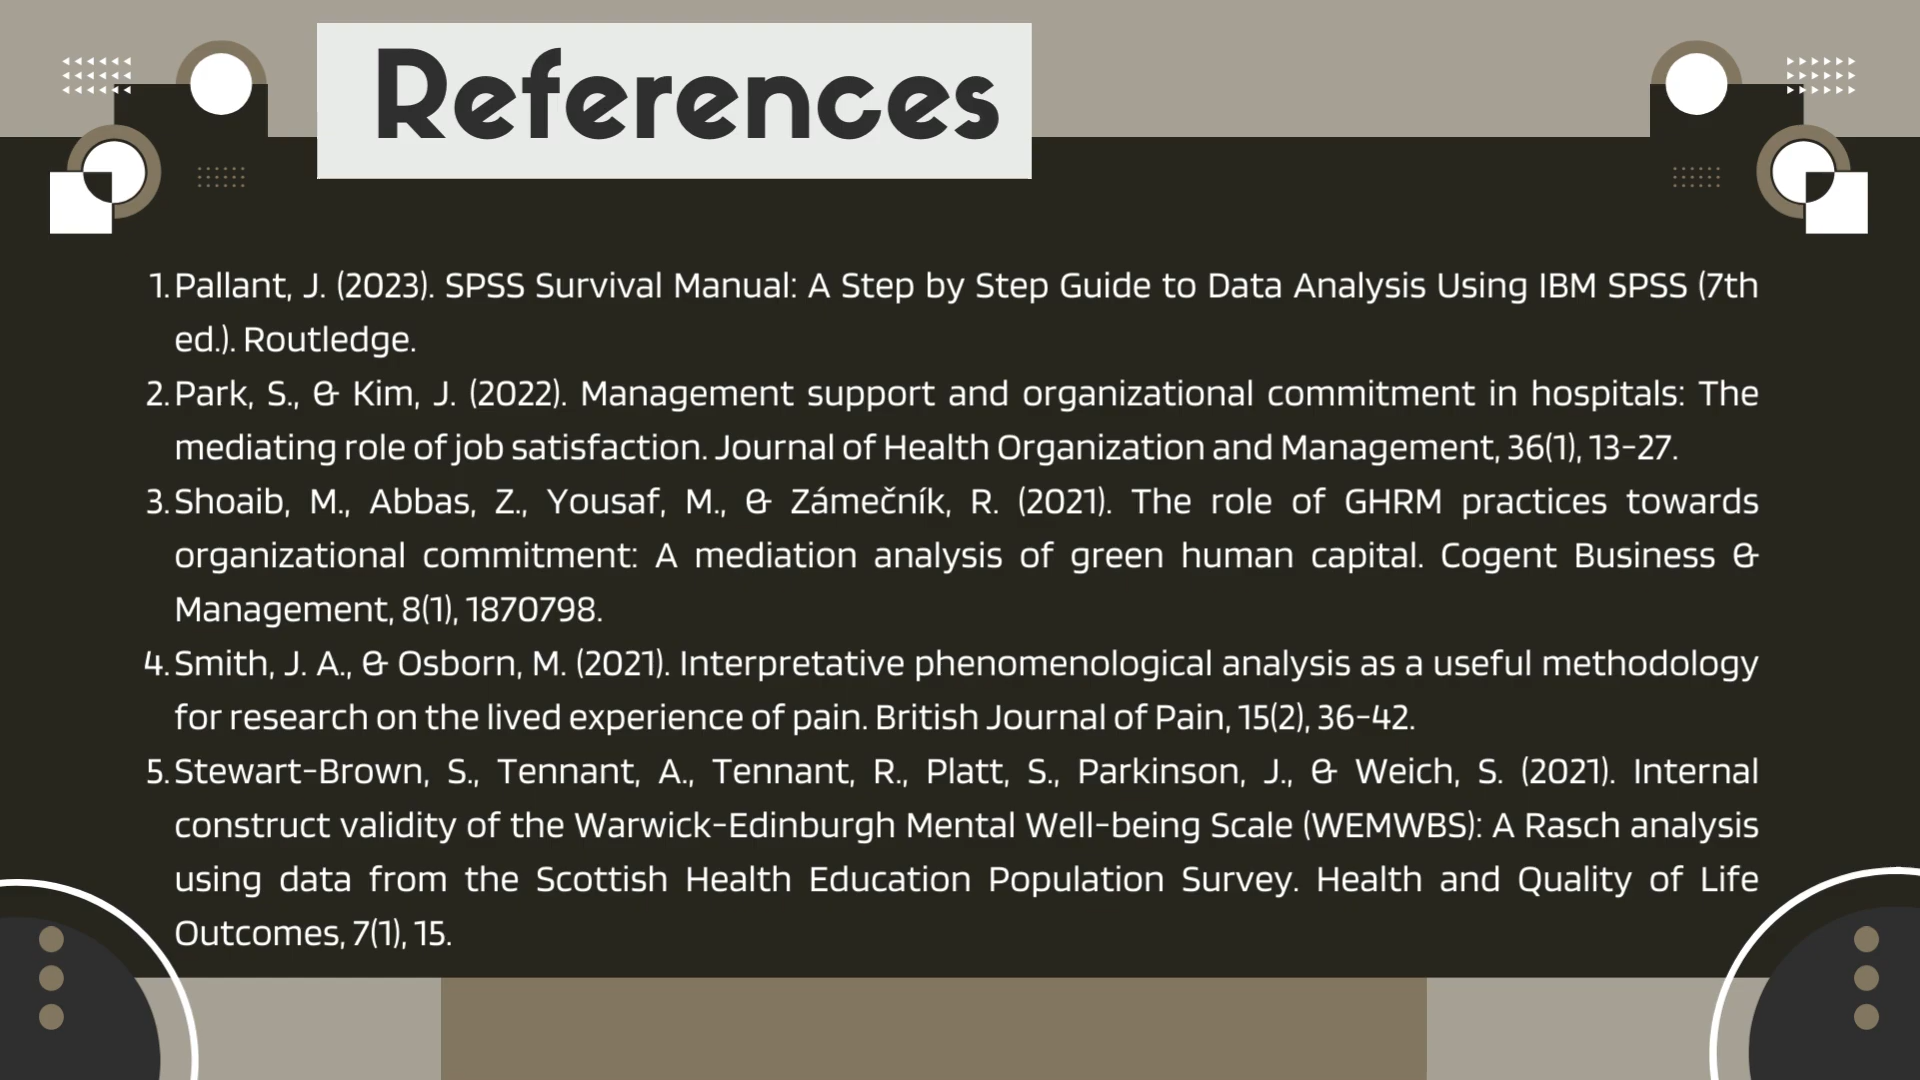 References
1. Pallant, J. (2023). SPSS Survival Manual: A Step by Step Guide to Data Analysis Using IBM SPSS (7th
ed.). Routledge.
2. Park, S., & Kim, J. (2022). Management support and organizational commitment in hospitals: The
mediating role of job satisfaction. Journal of Health Organization and Management, 36(1), 13-27.
3. Shoaib, M., Abbas, Z., Yousaf, M., & Zámečník, R. (2021). The role of GHRM practices towards
organizational commitment: A mediation analysis of green human capital. Cogent Business &
Management, 8(1), 1870798.
4. Smith, J. A., & Osborn, M. (2021). Interpretative phenomenological analysis as a useful methodology
for research on the lived experience of pain. British Journal of Pain, 15(2), 36-42.
5. Stewart-Brown, S., Tennant, A., Tennant, R., Platt, S., Parkinson, J., & Weich, S. (2021). Internal
construct validity of the Warwick-Edinburgh Mental Well-being Scale (WEMWBS): A Rasch analysis
using data from the Scottish Health Education Population Survey. Health and Quality of Life
Outcomes, 7(1), 15.